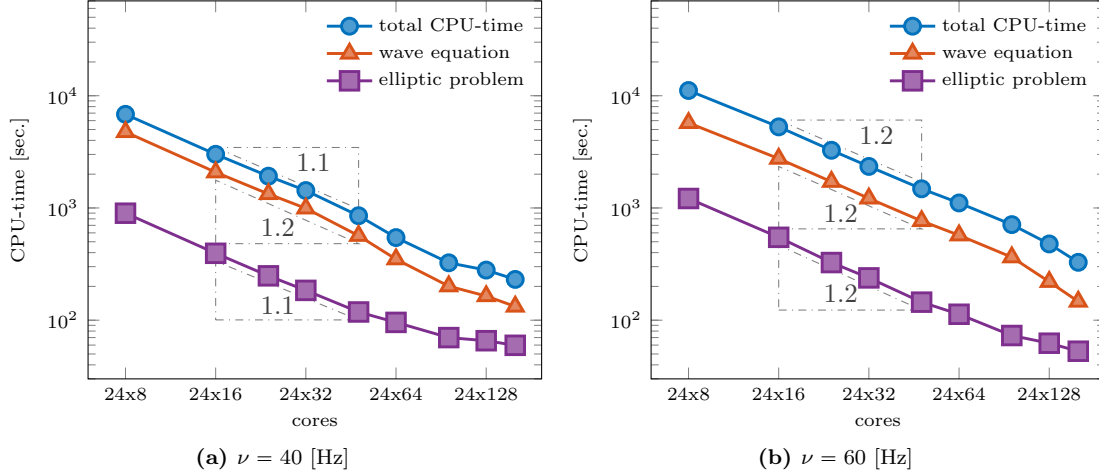 total CPU-time
wave equation
elliptic problem
10^4
10^3
10^2
CPU-time [sec.]
1.1
1.2
1.1
24x8 24x16 24x32 24x64 24x128
cores
(a) ν = 40 [Hz]
total CPU-time
wave equation
elliptic problem
10^4
10^3
10^2
CPU-time [sec.]
1.2
1.2
1.2
24x8 24x16 24x32 24x64 24x128
cores
(b) ν = 60 [Hz]